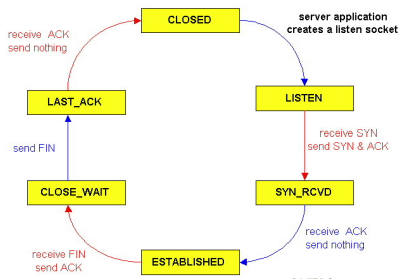 CLOSED
server application
creates a listen socket
receive ACK
send nothing
LAST_ACK
LISTEN
receive SYN
send SYN & ACK
send FIN
CLOSE_WAIT
SYN_RCVD
receive ACK
send nothing
receive FIN
send ACK
ESTABLISHED